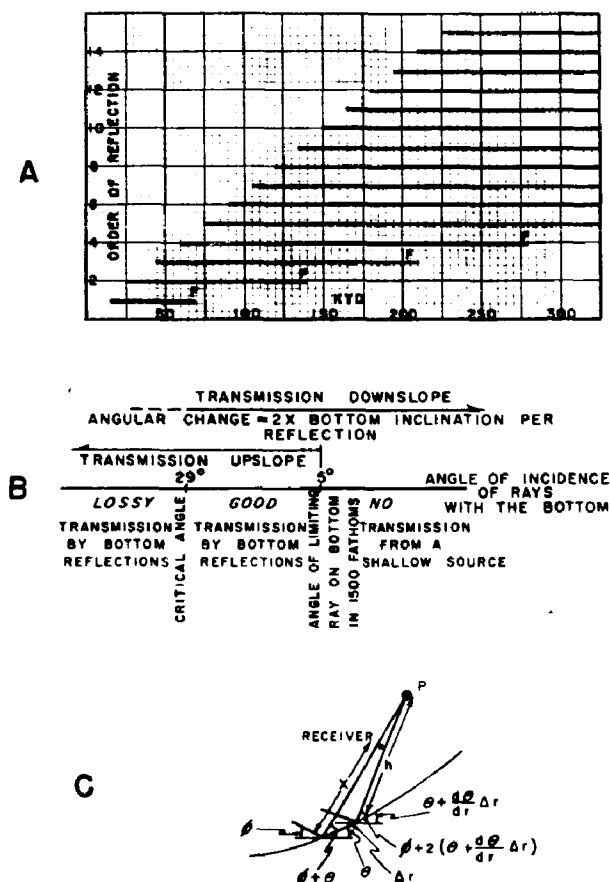 A
ORDER OF REFLECTION
14
12
10
8
6
4
2
F
F
F
F
KYD
50
100
150
200
250
300
TRANSMISSION DOWNSLOPE
ANGULAR CHANGE = 2X BOTTOM INCLINATION PER
REFLECTION
TRANSMISSION UPSLOPE
B
29°
5°
ANGLE OF INCIDENCE
OF RAYS
WITH THE BOTTOM
LOSSY
TRANSMISSION
BY BOTTOM
REFLECTIONS
CRITICAL ANGLE
GOOD
TRANSMISSION
BY BOTTOM
REFLECTIONS
ANGLE OF LIMITING
RAY ON BOTTOM
IN 1500 FATHOMS
NO
TRANSMISSION
FROM A
SHALLOW SOURCE
C
P
RECEIVER
X
h
θ + dθ/dr Δr
ϕ
ϕ + 2 (θ + dθ/dr Δr)
ϕ + θ
θ
Δr